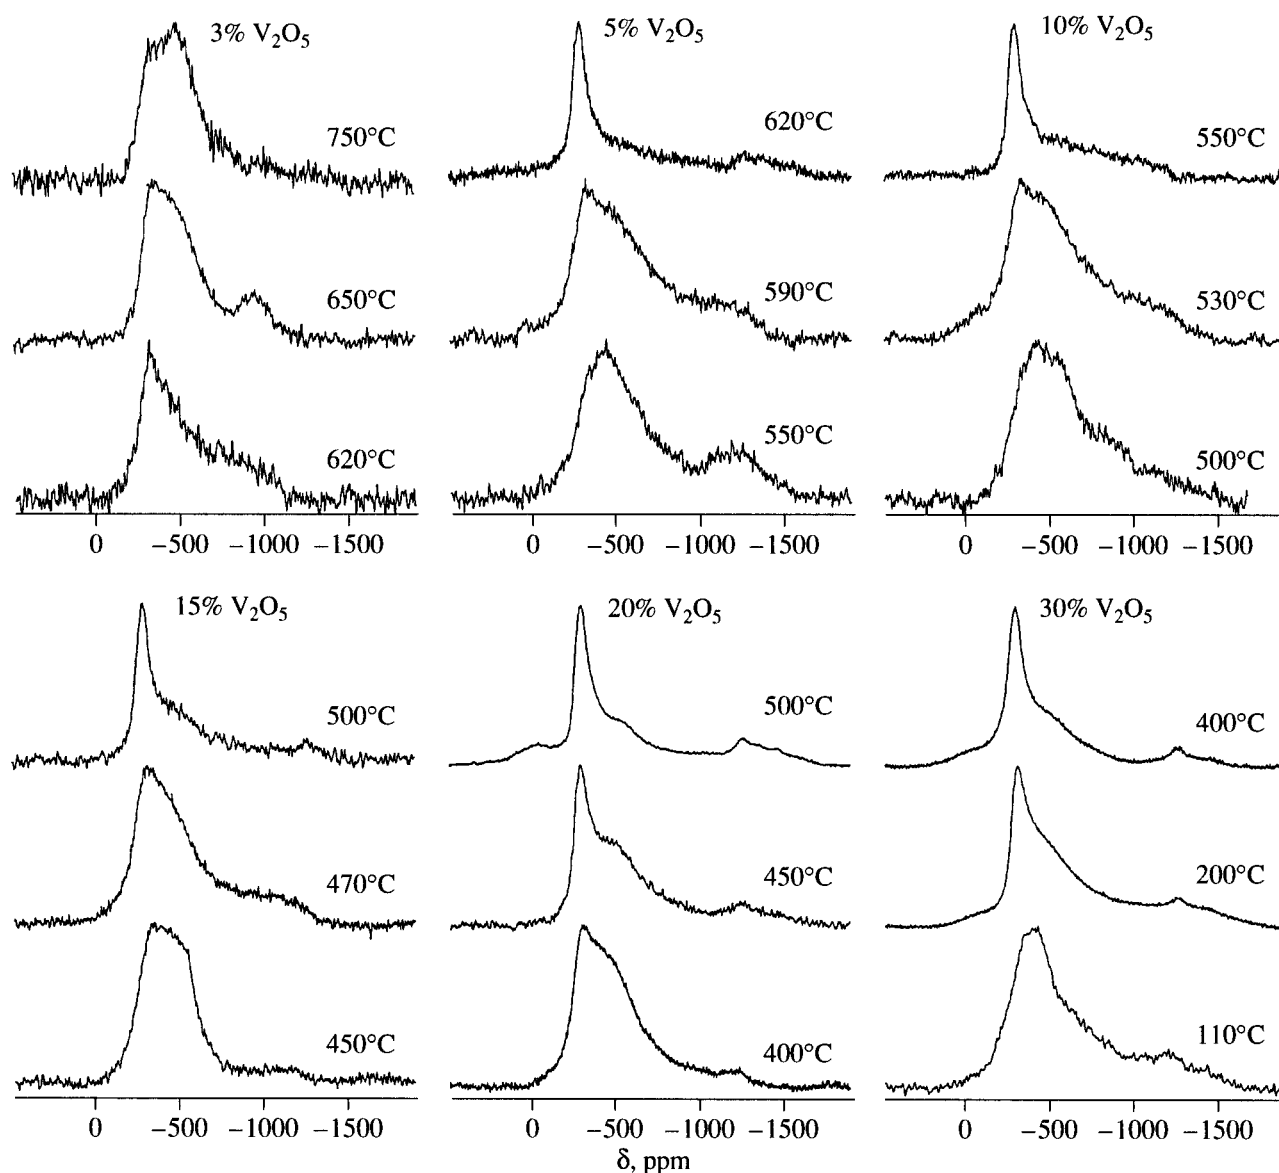 3% V₂O₅
750°C
650°C
620°C
0 −500 −1000 −1500
5% V₂O₅
620°C
590°C
550°C
0 −500 −1000 −1500
10% V₂O₅
550°C
530°C
500°C
0 −500 −1000 −1500
15% V₂O₅
500°C
470°C
450°C
0 −500 −1000 −1500
20% V₂O₅
500°C
450°C
400°C
0 −500 −1000 −1500
30% V₂O₅
400°C
200°C
110°C
0 −500 −1000 −1500
δ, ppm